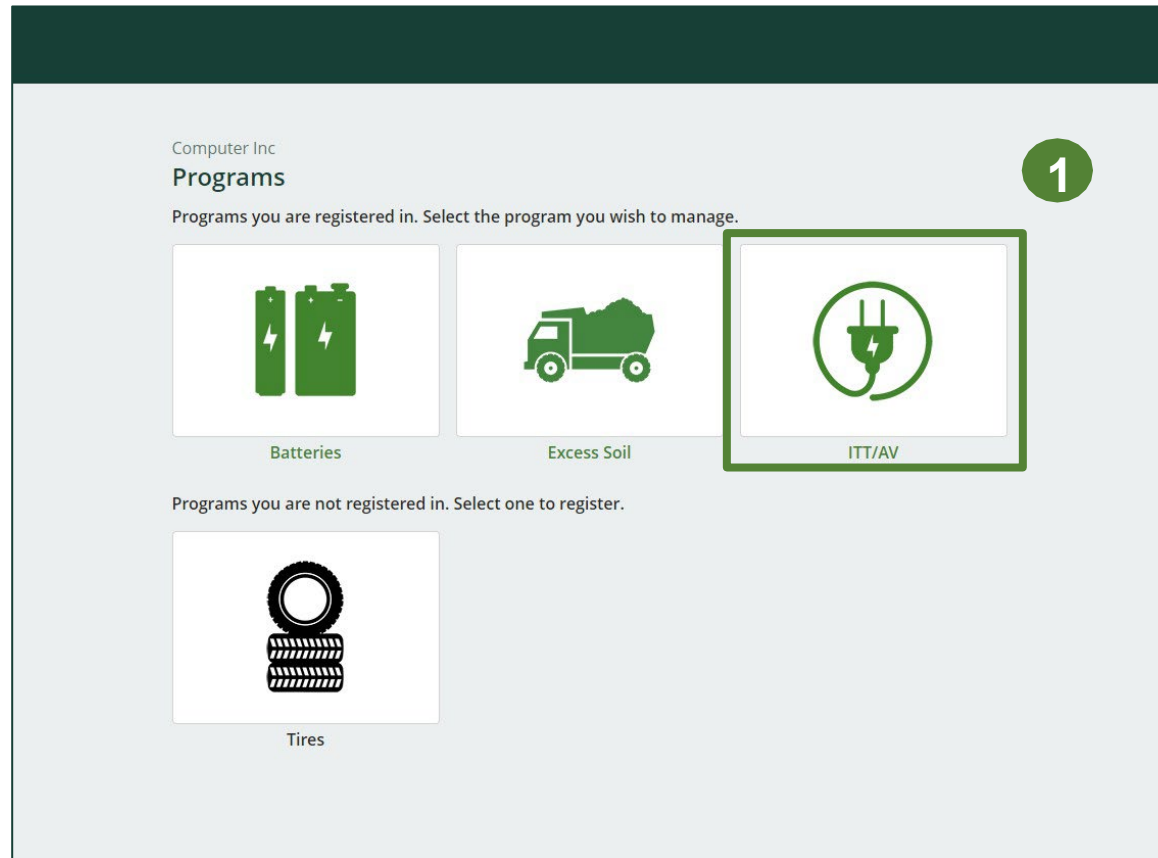 1
Computer Inc
Programs
Programs you are registered in. Select the program you wish to manage.
Batteries
Excess Soil
ITT/AV
Programs you are not registered in. Select one to register.
Tires